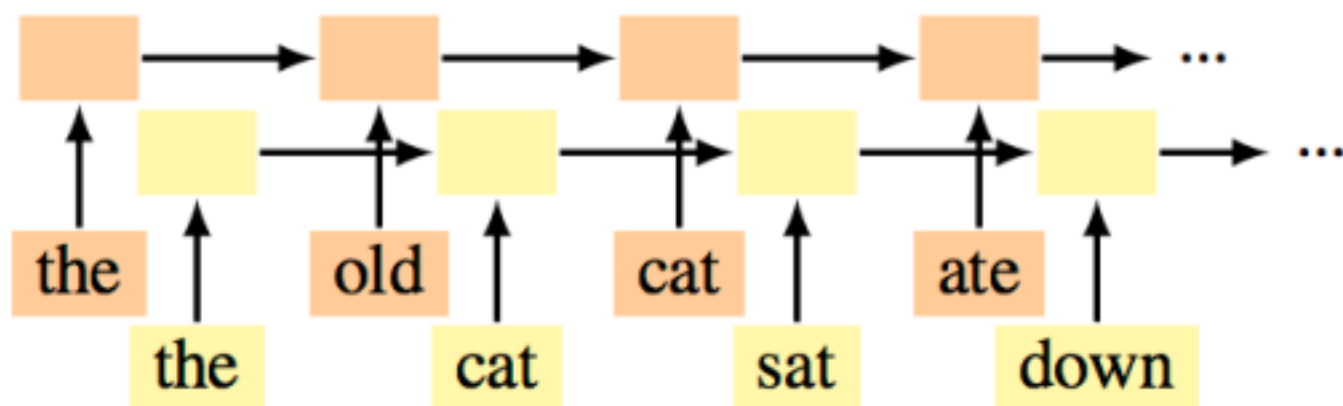 ...
...
the old cat ate
the cat sat down